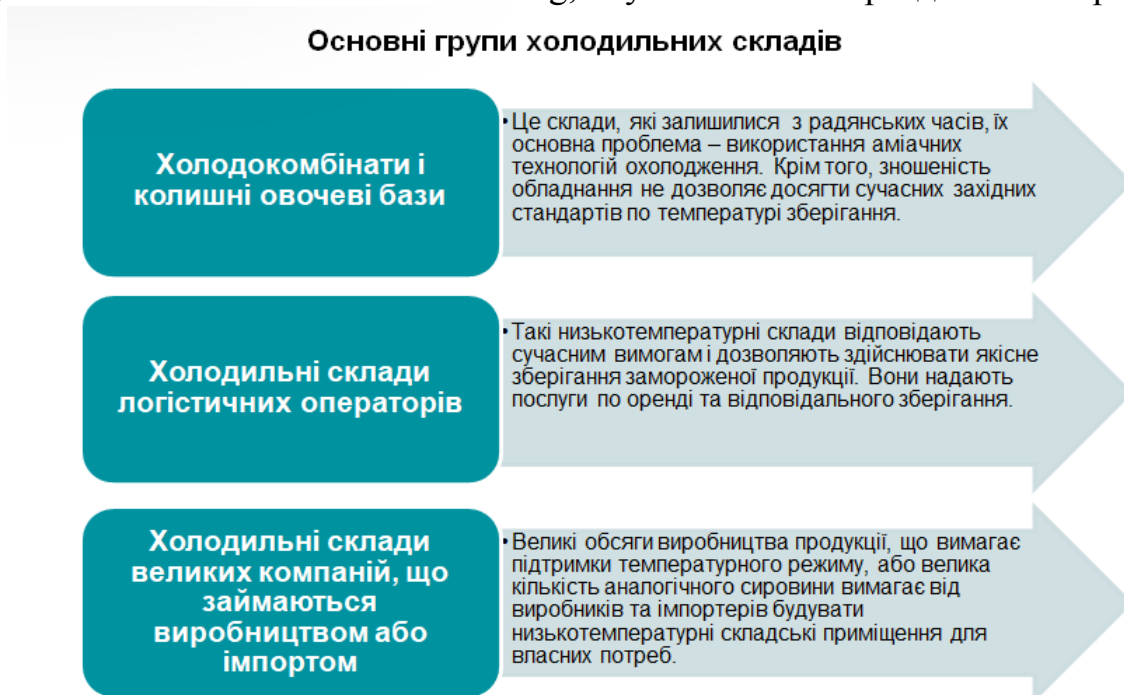 Основні групи холодильних складів
Холодокомбінати і
колишні овочеві бази
•Це склади, які залишилися з радянських часів, їх
основна проблема – використання аміачних
технологій охолодження. Крім того, зношеність
обладнання не дозволяє досягти сучасних західних
стандартів по температурі зберігання.
Холодильні склади
логістичних операторів
•Такі низькотемпературні склади відповідають
сучасним вимогам і дозволяють здійснювати якісне
зберігання замороженої продукції. Вони надають
послуги по оренді та відповідального зберігання.
Холодильні склади
великих компаній, що
займаються
виробництвом або
імпортом
•Великі обсяги виробництва продукції, що вимагає
підтримки температурного режиму, або велика
кількість аналогічного сировини вимагає від
виробників та імпортерів будувати
низькотемпературні складські приміщення для
власних потреб.